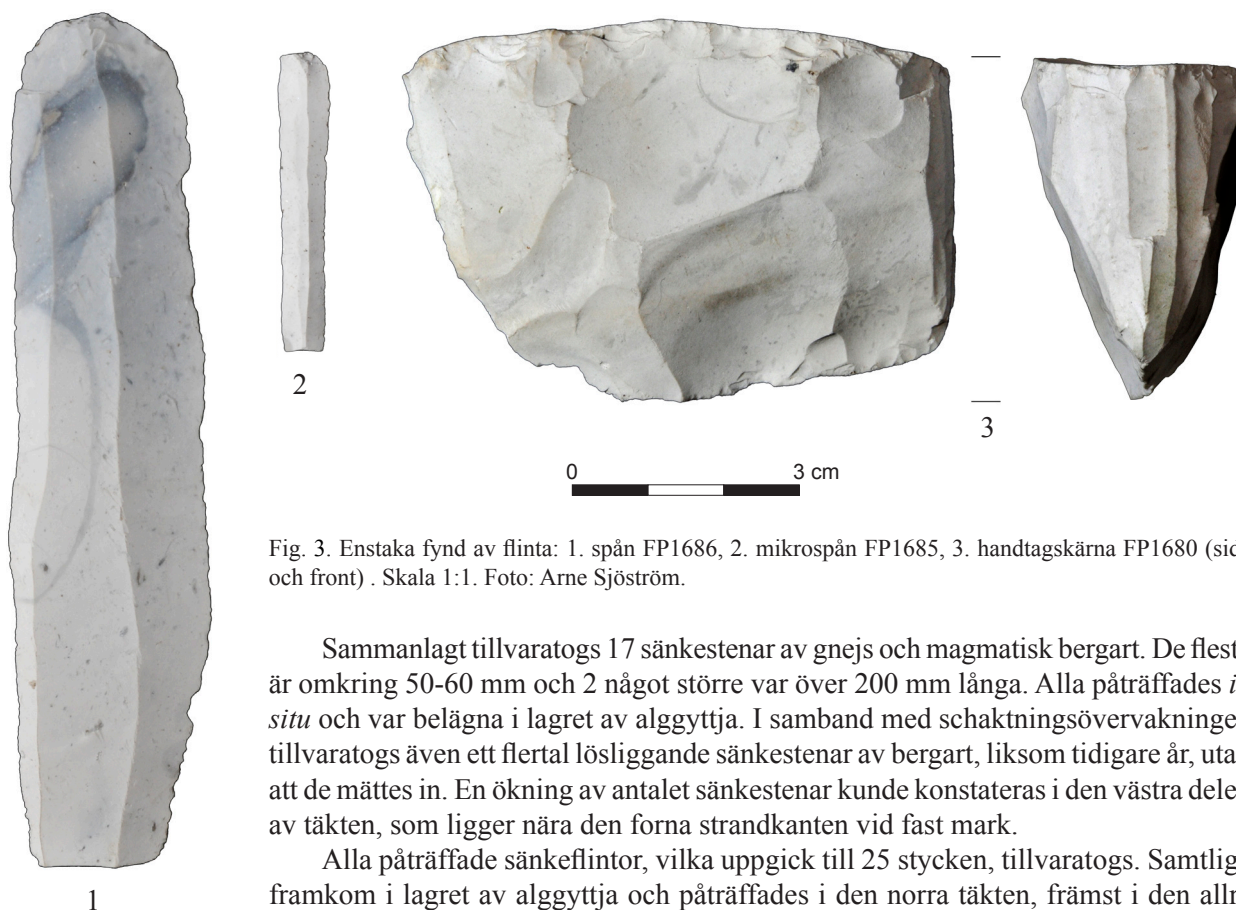 1
2
3
0 3 cm
Fig. 3. Enstaka fynd av flinta: 1. spån FP1686, 2. mikrospån FP1685, 3. handtagskärna FP1680 (sid
och front) . Skala 1:1. Foto: Arne Sjöström.
Sammanlagt tillvaratogs 17 sänkestenar av gnejs och magmatisk bergart. De flest
är omkring 50-60 mm och 2 något större var över 200 mm långa. Alla påträffades i
situ och var belägna i lagret av alggyttja. I samband med schaktningsövervakninge
tillvaratogs även ett flertal lösliggande sänkestenar av bergart, liksom tidigare år, uta
att de mättes in. En ökning av antalet sänkestenar kunde konstateras i den västra dele
av täkten, som ligger nära den forna strandkanten vid fast mark.
Alla påträffade sänkeflintor, vilka uppgick till 25 stycken, tillvaratogs. Samtlig
framkom i lagret av alggyttja och påträffades i den norra täkten, främst i den allr